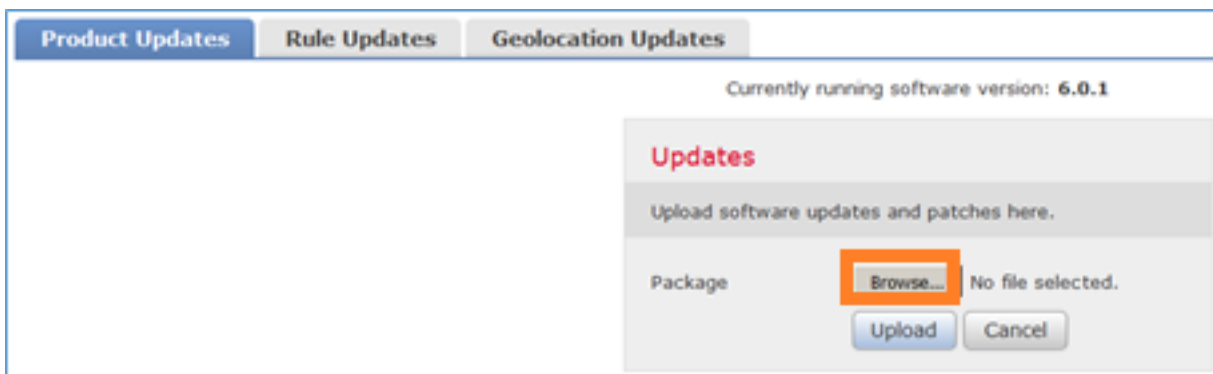 Product Updates Rule Updates Geolocation Updates
Currently running software version: 6.0.1
Updates
Upload software updates and patches here.
Package Browse... No file selected.
Upload Cancel